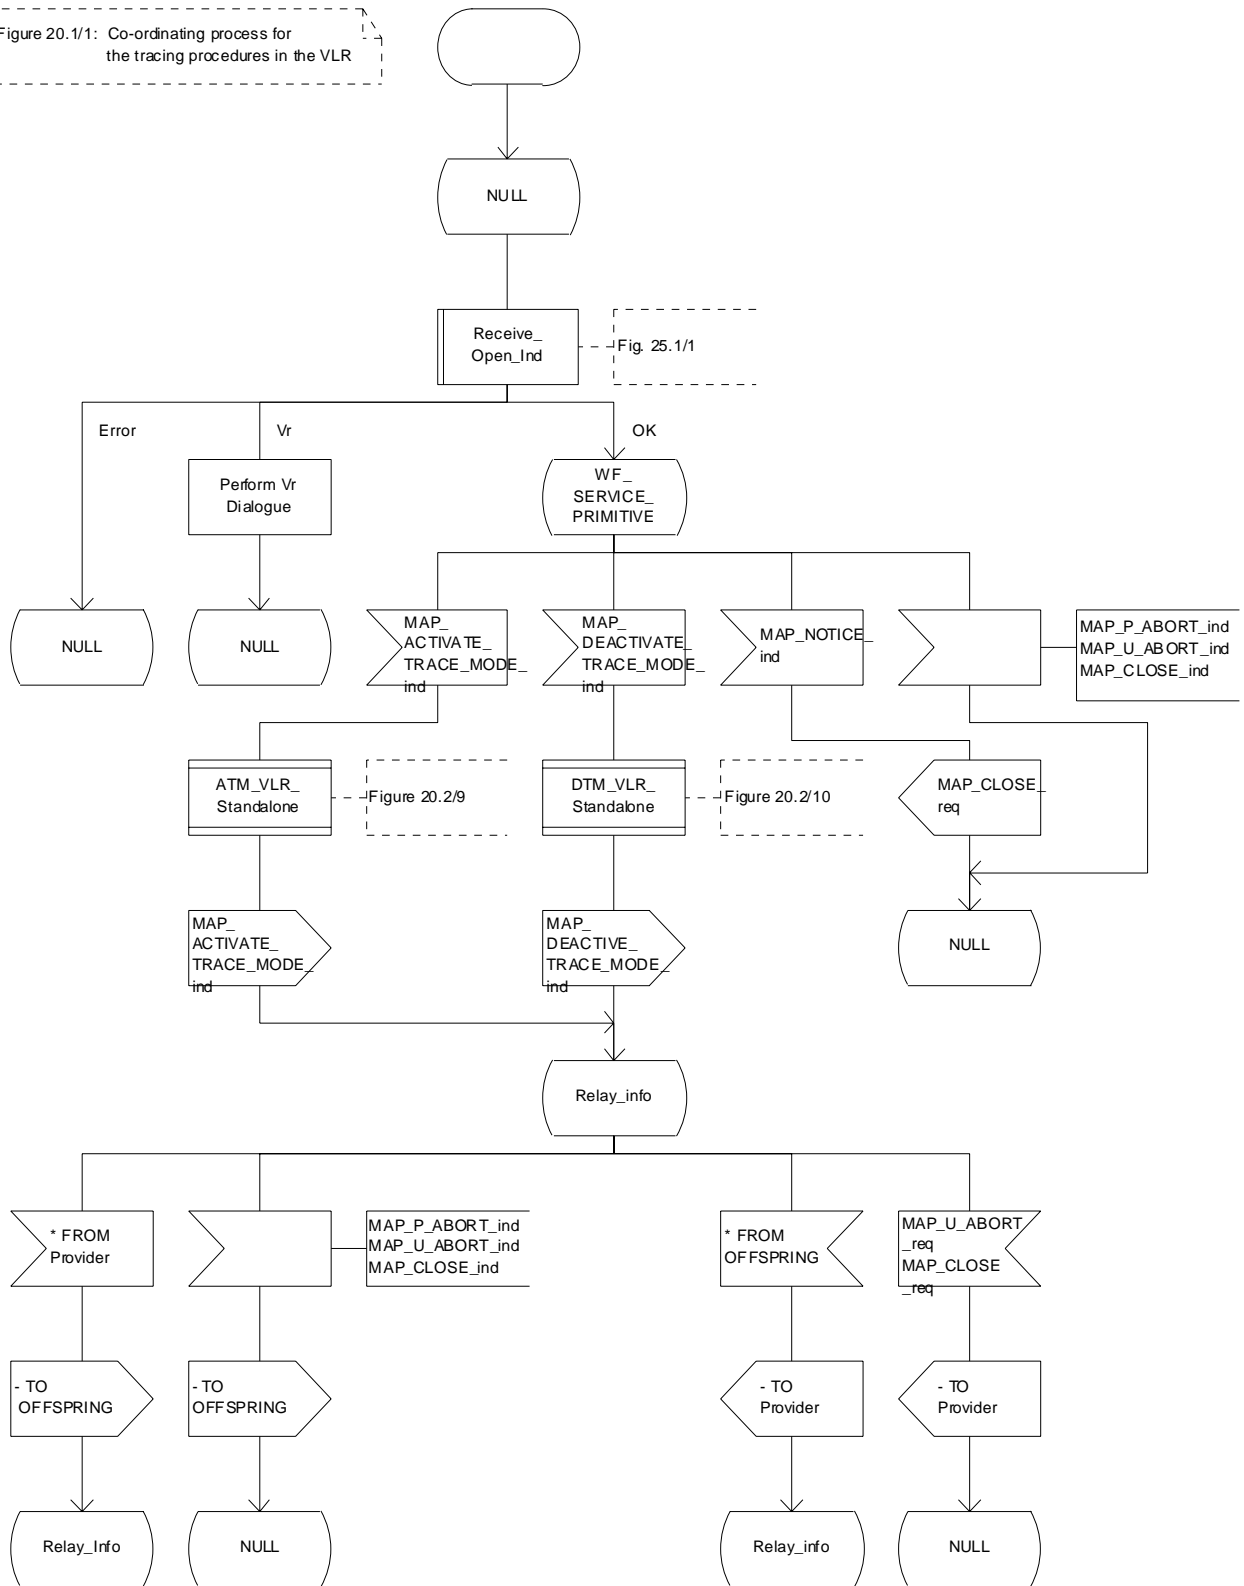 Figure 20.1/1: Co-ordinating process for
the tracing procedures in the VLR
NULL
Receive_
Open_Ind
Fig. 25.1/1
Error
Vr
OK
Perform Vr
Dialogue
WF_
SERVICE_
PRIMITIVE
NULL
NULL
MAP_
ACTIVATE_
TRACE_MODE_
ind
MAP_
DEACTIVATE_
TRACE_MODE_
ind
MAP_NOTICE_
ind
MAP_P_ABORT_ind
MAP_U_ABORT_ind
MAP_CLOSE_ind
ATM_VLR_
Standalone
Figure 20.2/9
DTM_VLR_
Standalone
Figure 20.2/10
MAP_CLOSE_
req
MAP_
ACTIVATE_
TRACE_MODE_
ind
MAP_
DEACTIVE_
TRACE_MODE_
ind
NULL
Relay_info
* FROM
Provider
MAP_P_ABORT_ind
MAP_U_ABORT_ind
MAP_CLOSE_ind
* FROM
OFFSPRING
MAP_U_ABORT
_req
MAP_CLOSE
_req
- TO
OFFSPRING
- TO
OFFSPRING
- TO
Provider
- TO
Provider
Relay_Info
NULL
Relay_info
NULL